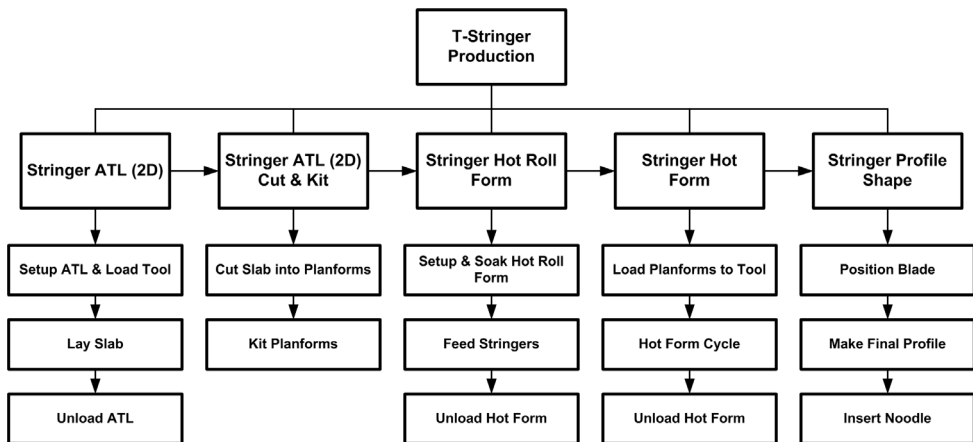 T-Stringer
Production
Stringer ATL (2D)
Stringer ATL (2D)
Cut & Kit
Stringer Hot Roll
Form
Stringer Hot
Form
Stringer Profile
Shape
Setup ATL & Load Tool
Cut Slab into Planforms
Setup & Soak Hot Roll
Form
Load Planforms to Tool
Position Blade
Lay Slab
Kit Planforms
Feed Stringers
Hot Form Cycle
Make Final Profile
Unload ATL
Unload Hot Form
Unload Hot Form
Insert Noodle